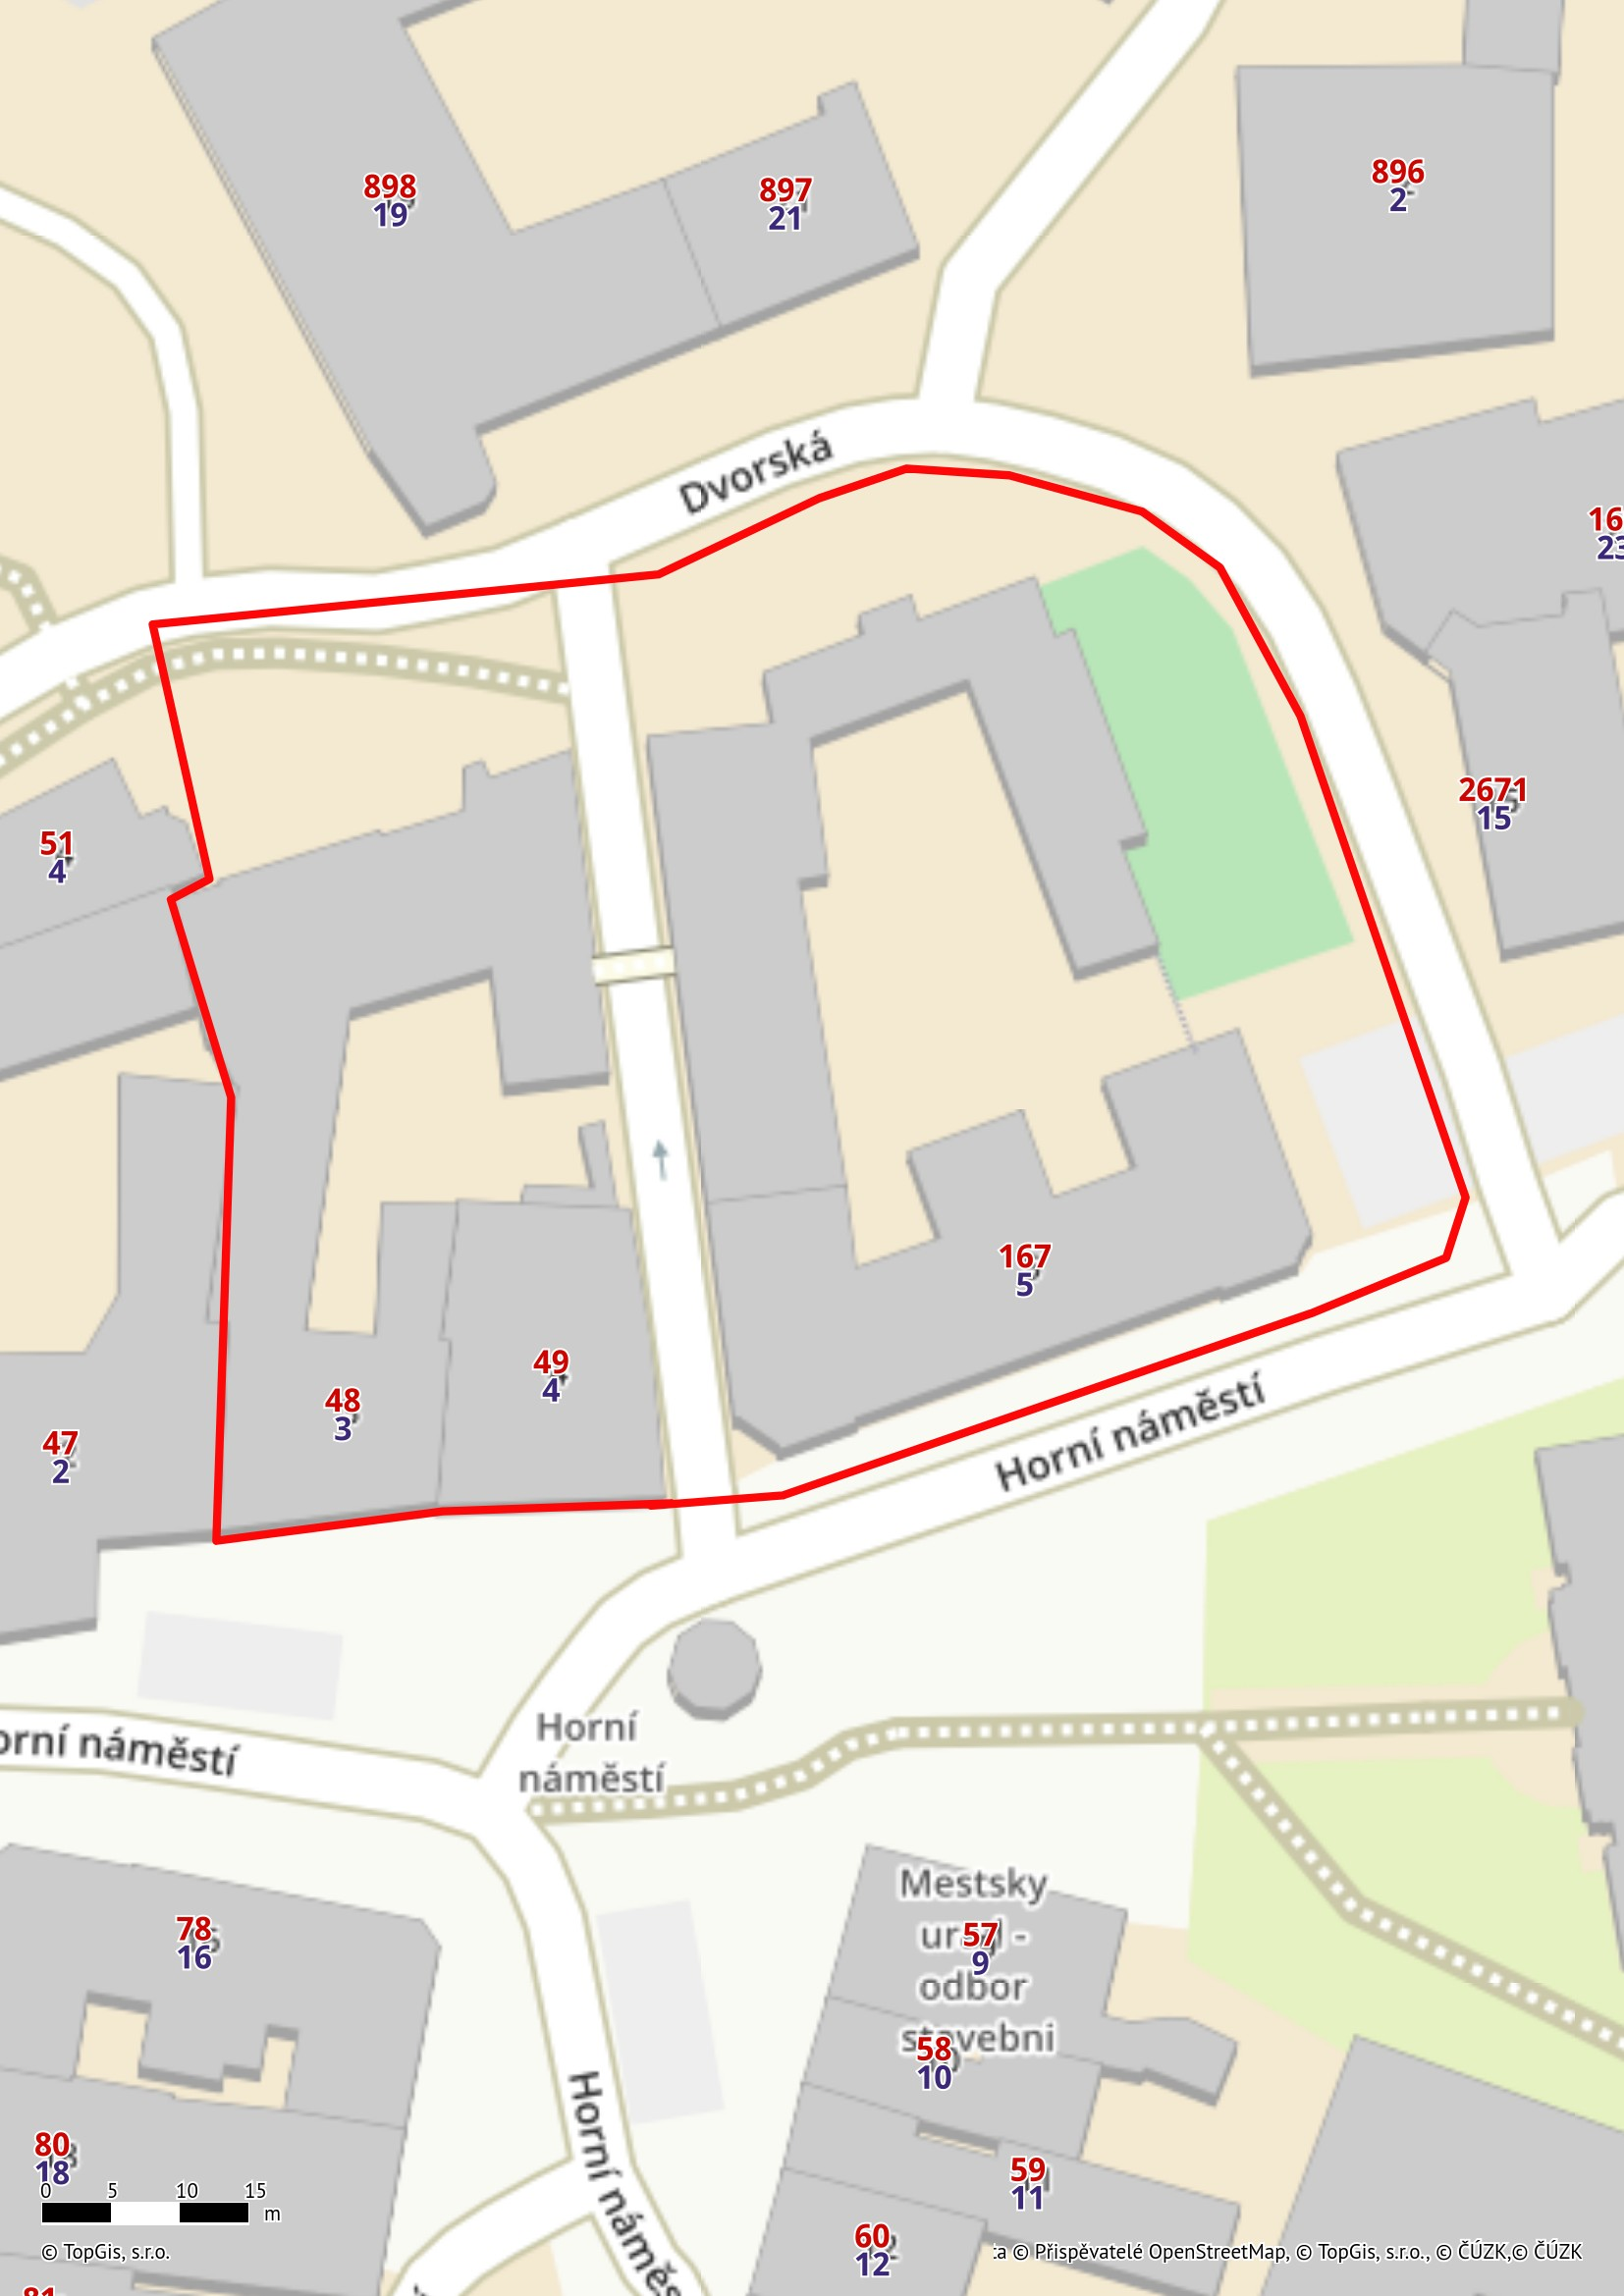 898
19
897
21
896
2
Dvorská
16
23
2671
15
51
4
167
5
49
4
48
3
47
2
Horní náměstí
Horní
náměstí
orní náměstí
Mestsky
57
9
odbor
stavebni
58
10
78
16
Horní náměs
80
18
59
11
60
12
0 5 10 15
m
© TopGis, s.r.o.
a © Přispěvatelé OpenStreetMap, © TopGis, s.r.o., © ČÚZK,© ČÚZK
81